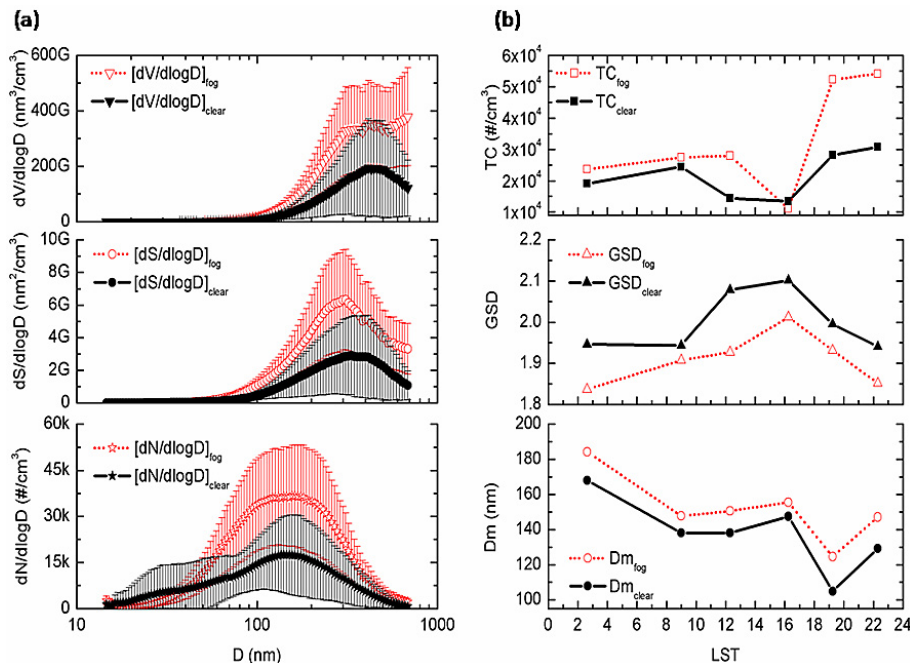 (a)
(b)
600G
400G
200G
0
dV/dlogD (nm³/cm³)
[dV/dlogD]fog
[dV/dlogD]clear
10G
8G
6G
4G
2G
0
dS/dlogD (nm²/cm³)
[dS/dlogD]fog
[dS/dlogD]clear
60k
45k
30k
15k
0
dN/dlogD (#/cm³)
[dN/dlogD]fog
[dN/dlogD]clear
10
100
1000
D (nm)
6x10⁴
5x10⁴
4x10⁴
3x10⁴
2x10⁴
1x10⁴
TC (#/cm³)
TCfog
TCclear
2.2
2.1
2.0
1.9
1.8
GSD
GSDfog
GSDclear
200
180
160
140
120
100
Dm (nm)
Dmfog
Dmclear
0 2 4 6 8 10 12 14 16 18 20 22 24
LST